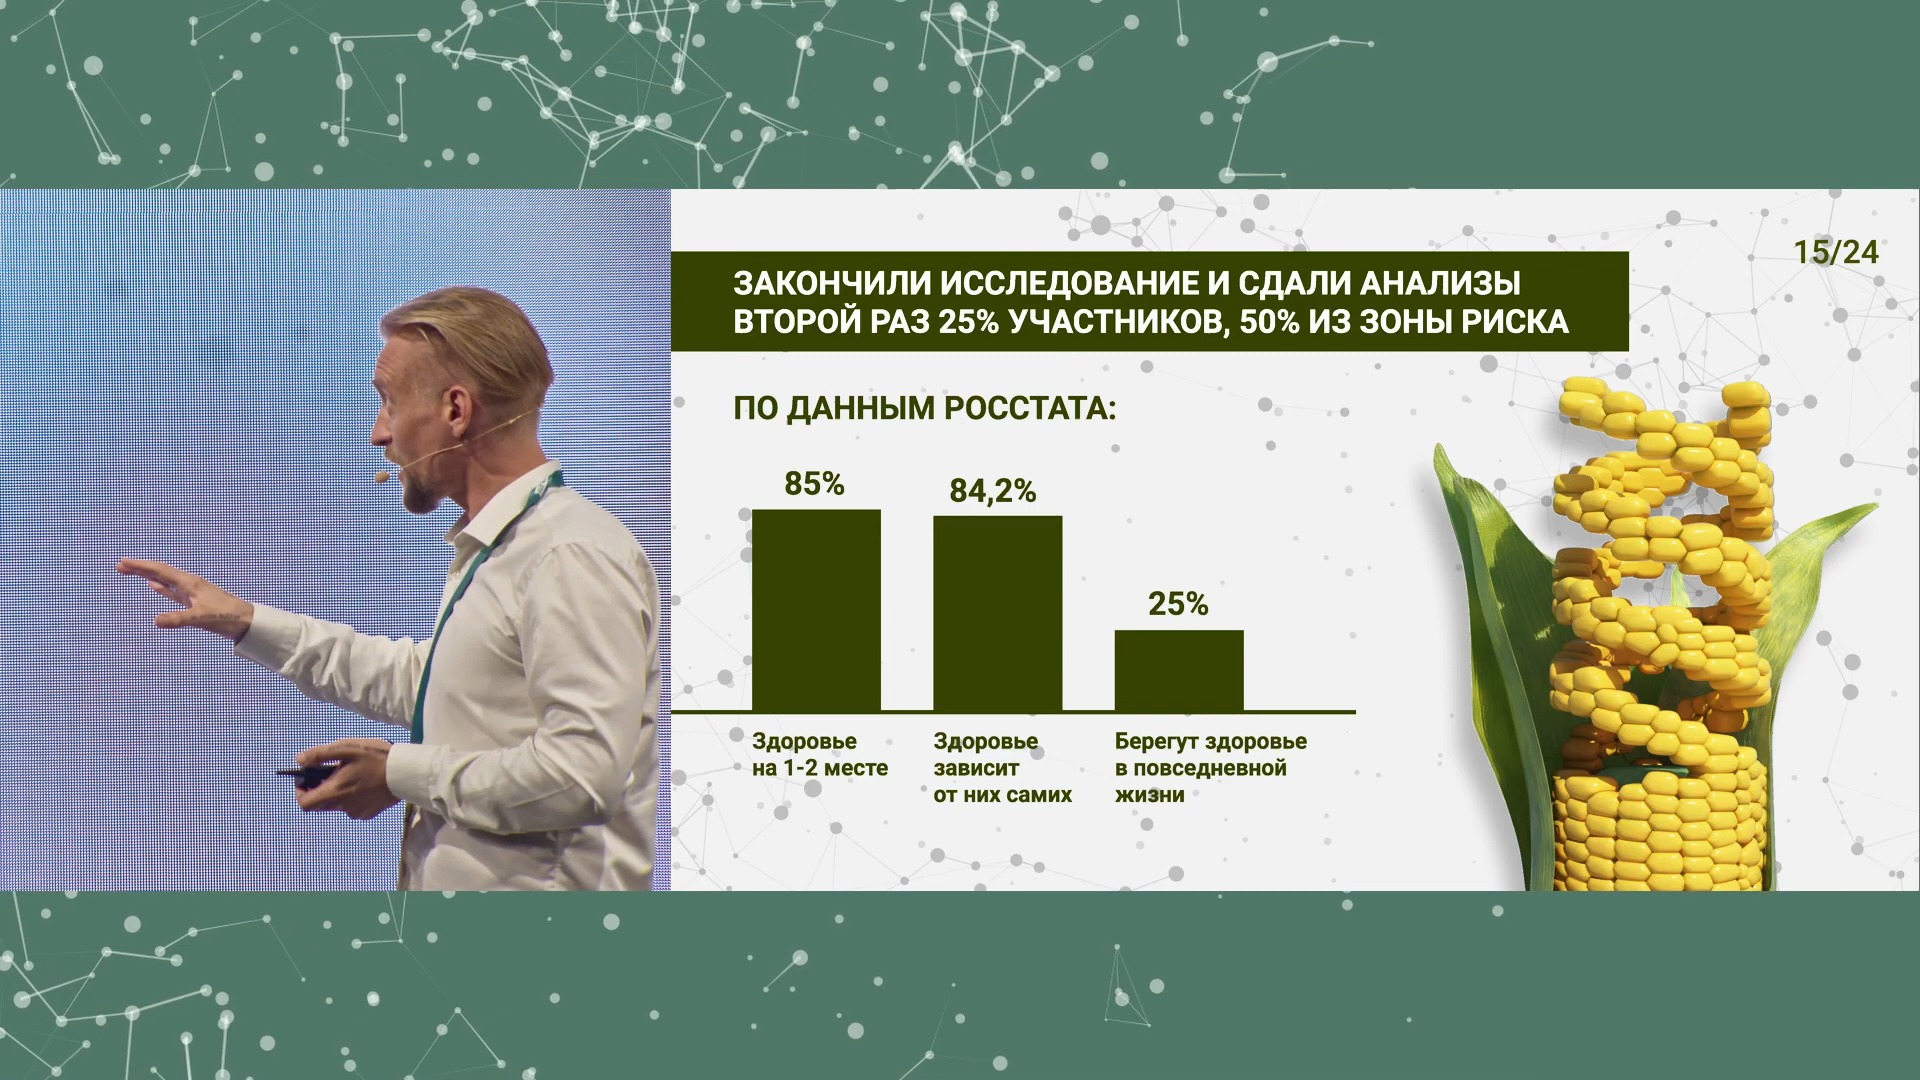 15/24
ЗАКОНЧИЛИ ИССЛЕДОВАНИЕ И СДАЛИ АНАЛИЗЫ
ВТОРОЙ РАЗ 25% УЧАСТНИКОВ, 50% ИЗ ЗОНЫ РИСКА
ПО ДАННЫМ РОССТАТА:
85%
84,2%
25%
Здоровье
на 1-2 месте
Здоровье
зависит
от них самих
Берегут здоровье
в повседневной
жизни